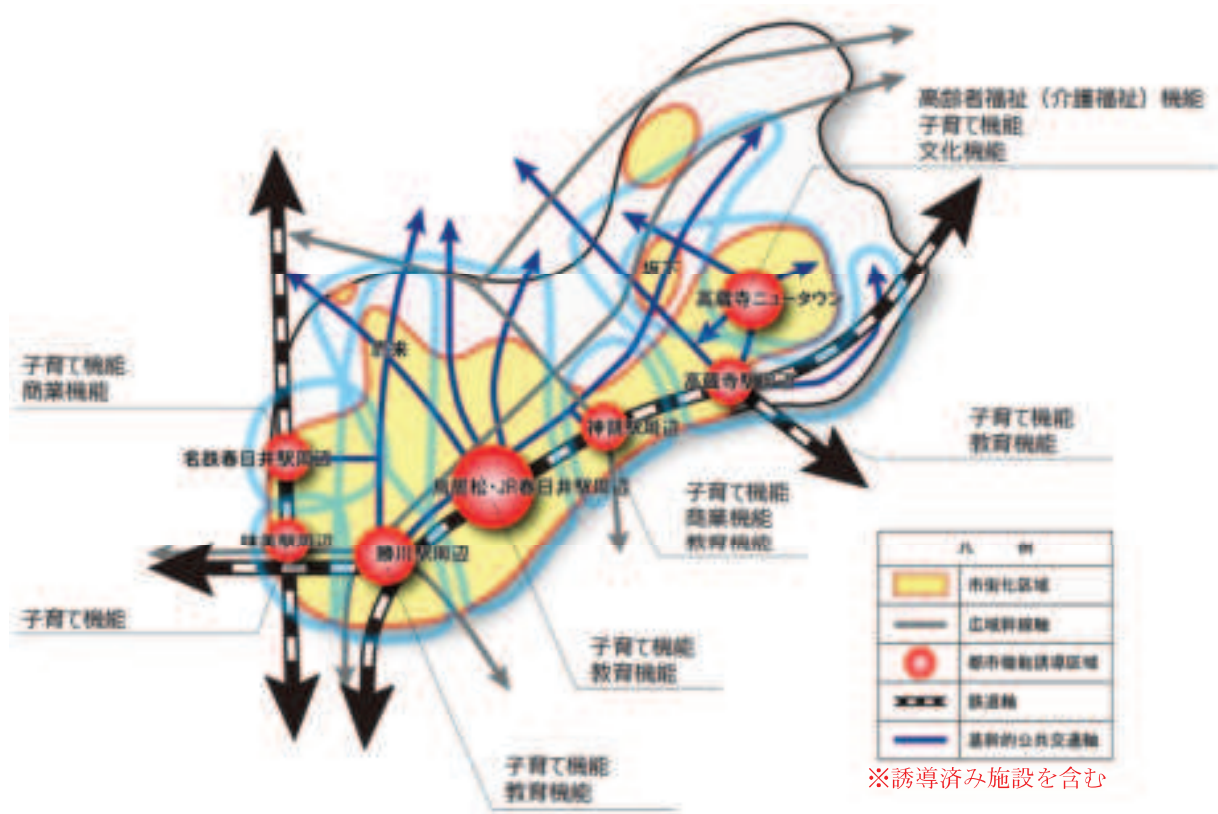 高齢者福祉（介護福祉）機能
子育て機能
文化機能
坂下
高蔵寺ニュータウン
子育て機能
商業機能
高蔵寺駅周辺
神領駅周辺
子育て機能
教育機能
名鉄春日井駅周辺
鳥居松・JR春日井駅周辺
子育て機能
商業機能
教育機能
味美駅周辺
勝川駅周辺
凡 例
市街化区域
広域幹線軸
都市機能誘導区域
鉄道軸
基幹的公共交通軸
※誘導済み施設を含む
子育て機能
子育て機能
教育機能
子育て機能
教育機能